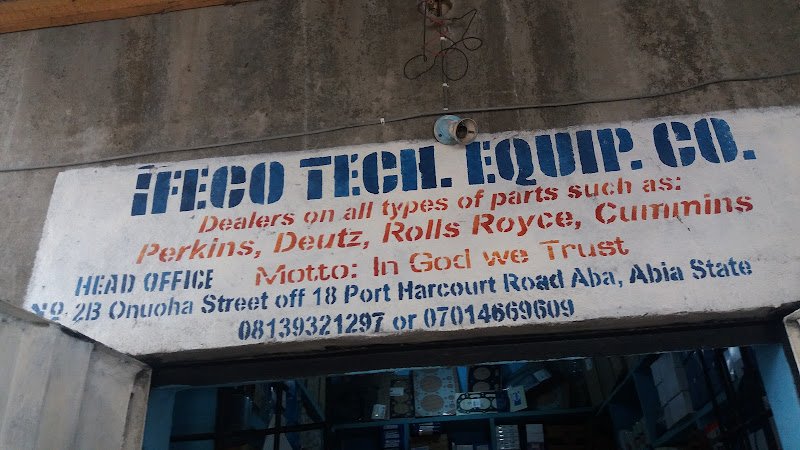 IFECO TECH. EQUIP. CO.
Dealers on all types of parts such as:
Perkins, Deutz, Rolls Royce, Cummins
HEAD OFFICE Motto: In God we Trust
NO. 2B Onuoha Street off 18 Port Harcourt Road Aba, Abia State
08139321297 or 07014669609